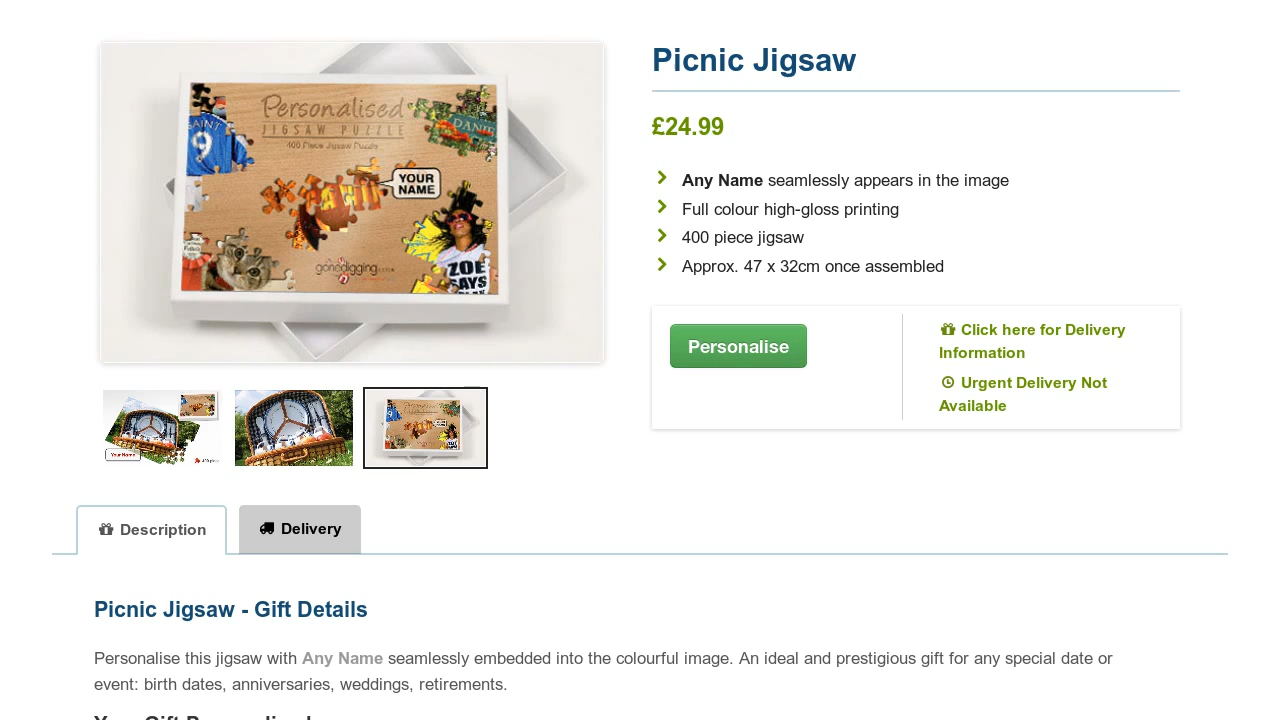 Picnic Jigsaw
£24.99
Any Name seamlessly appears in the image
Full colour high-gloss printing
400 piece jigsaw
Approx. 47 x 32cm once assembled
Personalise
Click here for Delivery
Information
Urgent Delivery Not
Available
Personalised
JIGSAW PUZZLE
400 Piece Jigsaw Puzzle
SAINT
9
DANIE
YOUR
NAME
gonedigging
ZOE
SAYS
Your Name
Description
Delivery
Picnic Jigsaw - Gift Details
Personalise this jigsaw with Any Name seamlessly embedded into the colourful image. An ideal and prestigious gift for any special date or
event: birth dates, anniversaries, weddings, retirements.